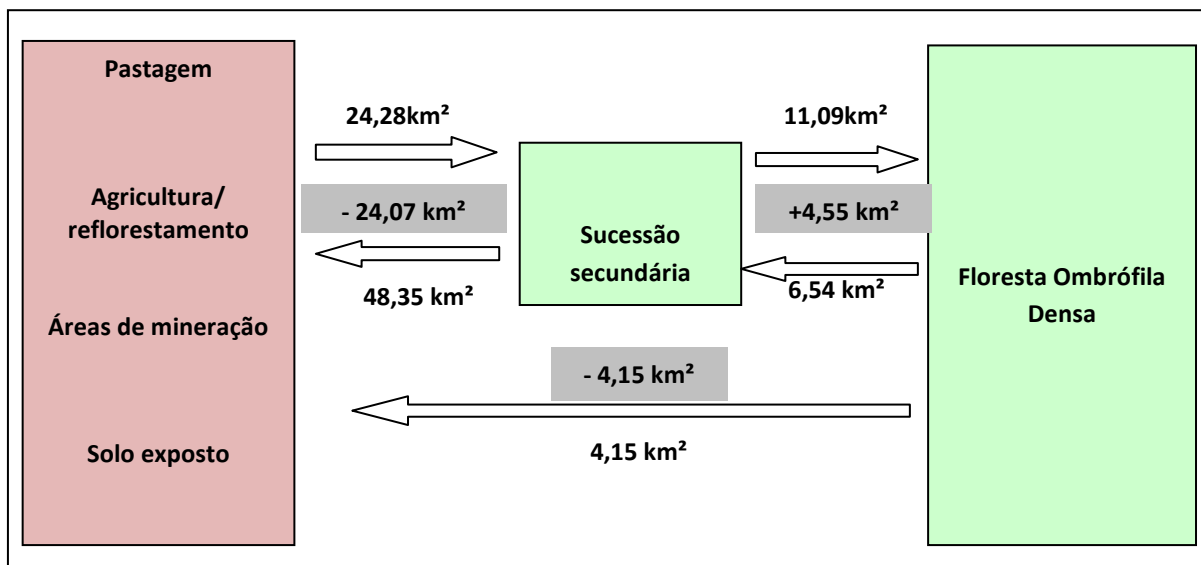 Pastagem
Agricultura/
reflorestamento
Áreas de mineração
Solo exposto
24,28km²
- 24,07 km²
48,35 km²
Sucessão
secundária
11,09km²
+4,55 km²
6,54 km²
- 4,15 km²
4,15 km²
Floresta Ombrófila
Densa